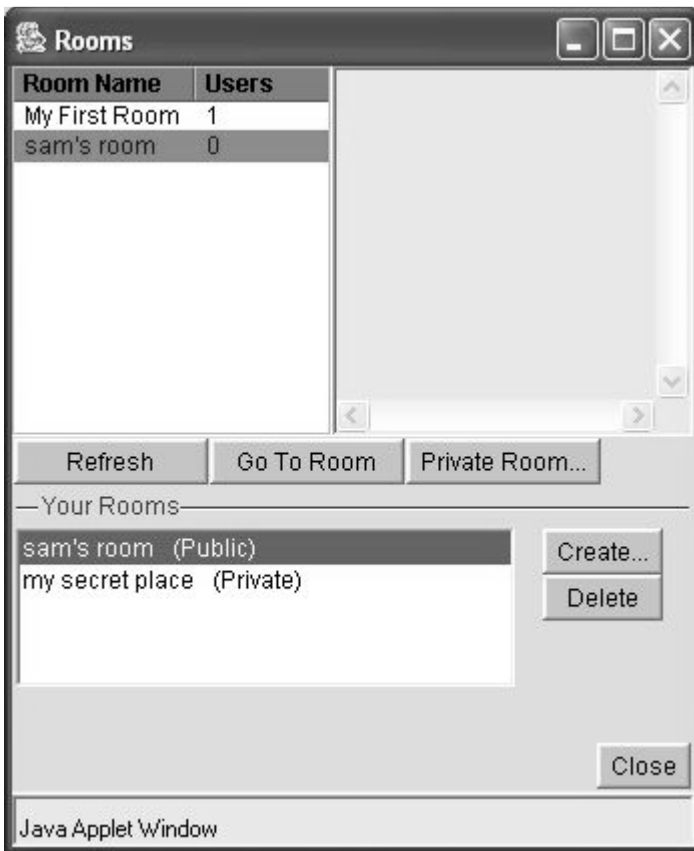 Rooms
Room Name Users
My First Room 1
sam's room 0
Refresh Go To Room Private Room...
Your Rooms
sam's room (Public)
my secret place (Private)
Create...
Delete
Close
Java Applet Window